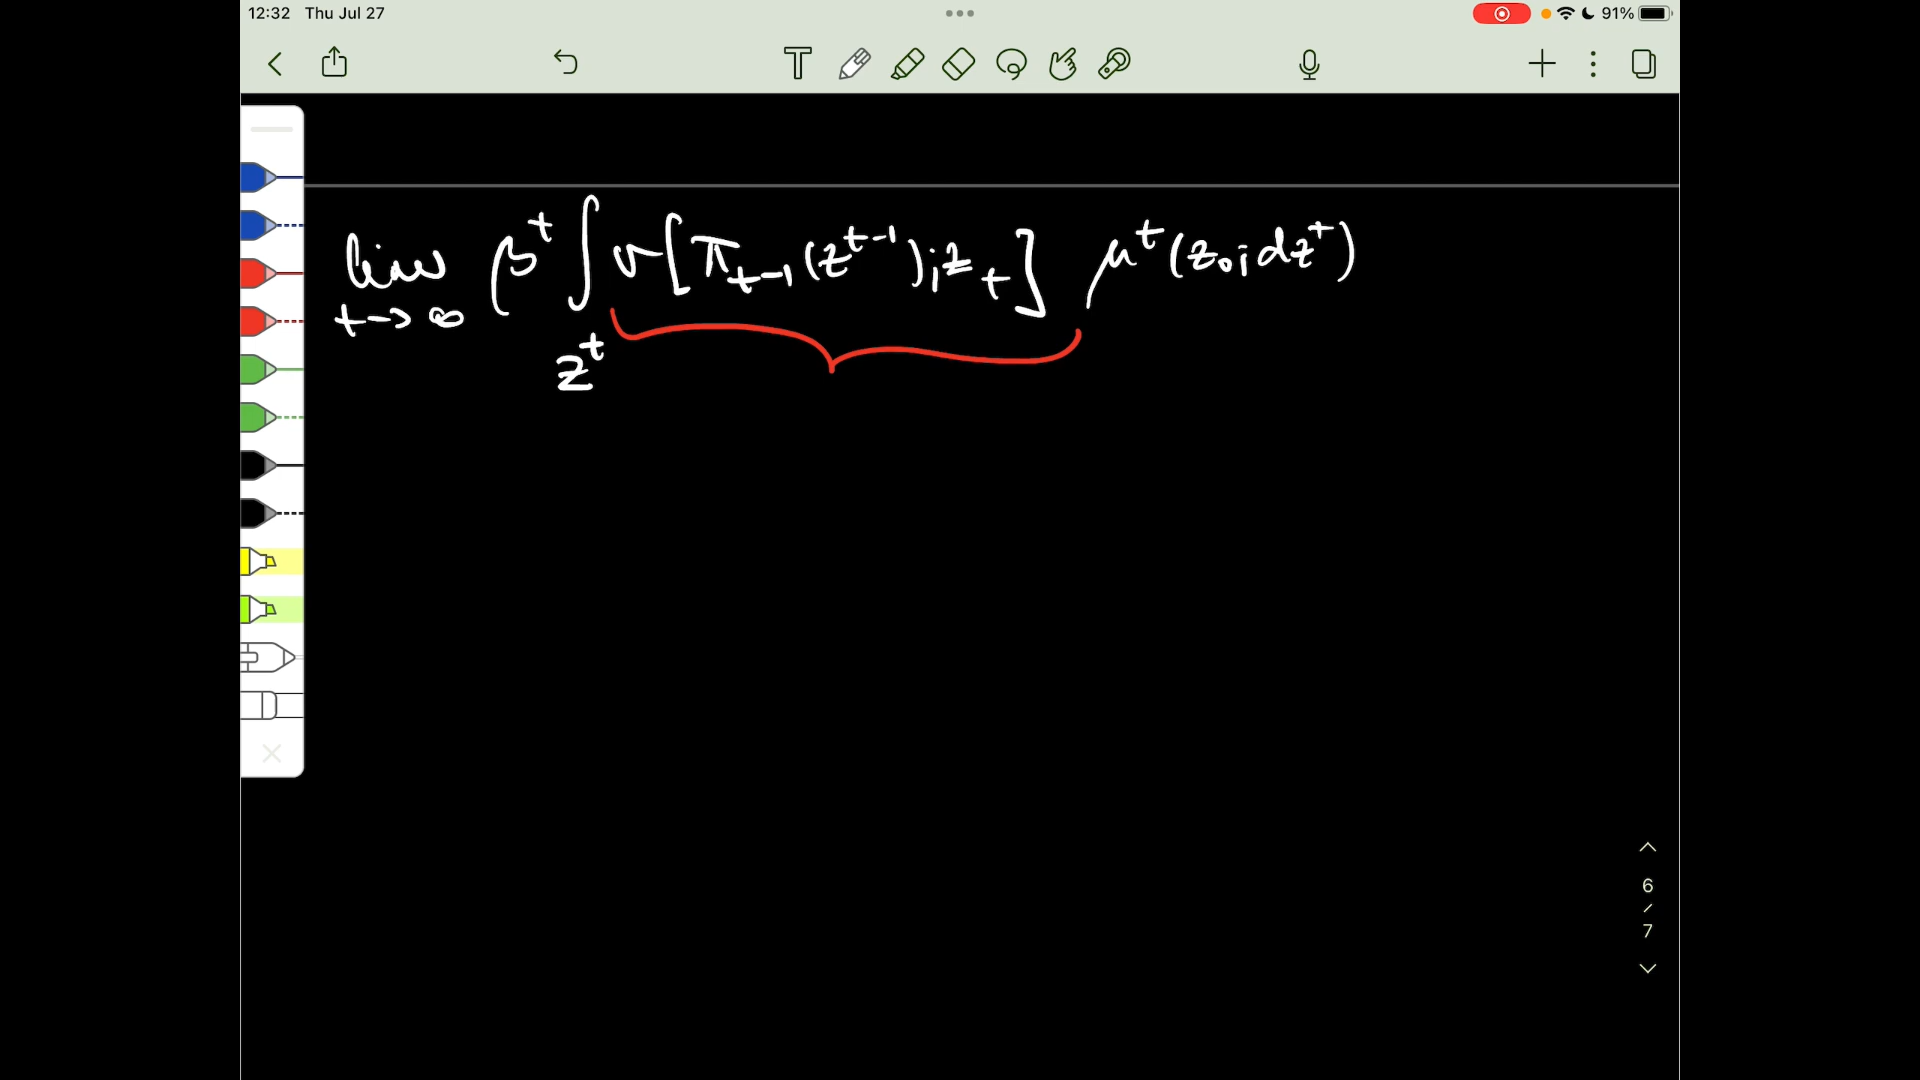 12:32 Thu Jul 27
91%
lim t→∞ β^t ∫_{Z^t} v[π_{t-1}(z^{t-1}), z_t] μ^t(z_0, dz^t)
6
/
7